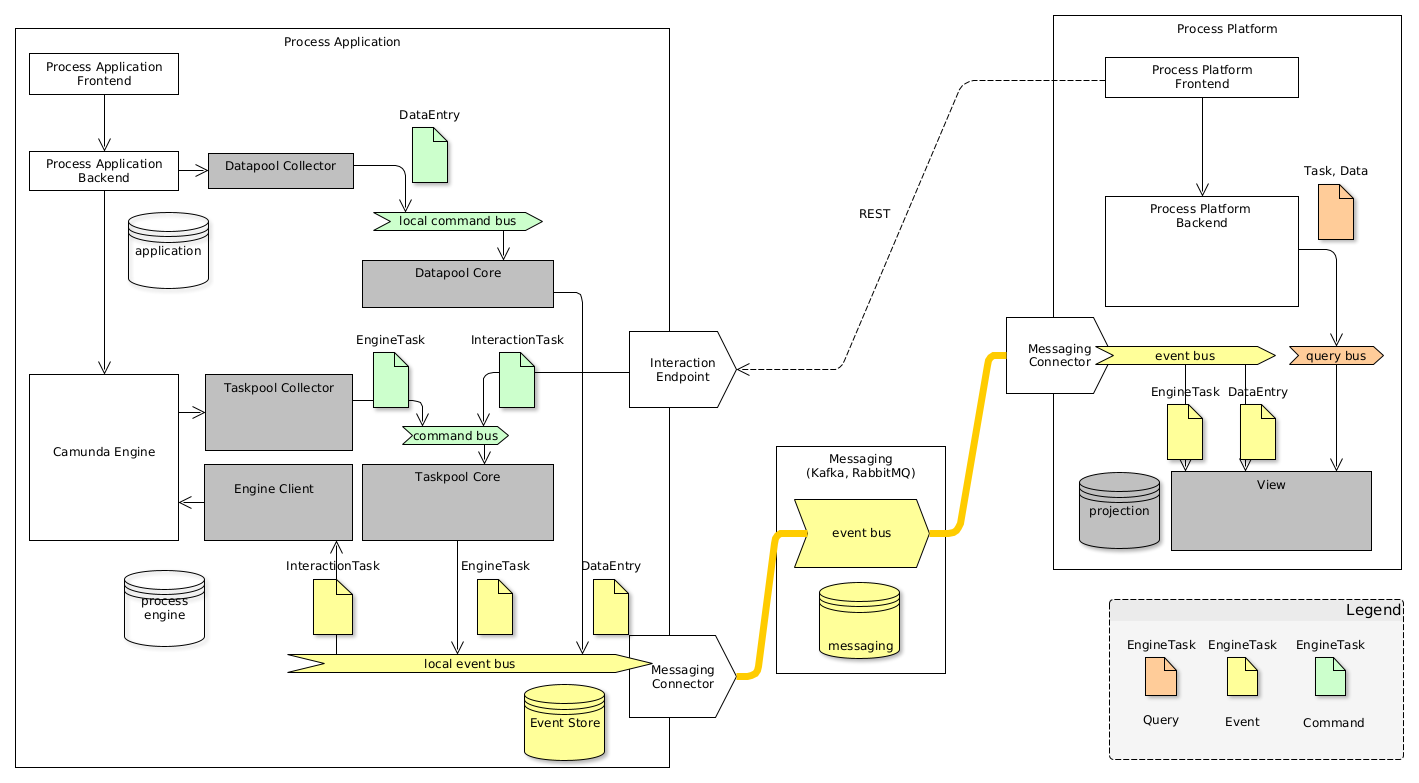 Process Application
Process Application
Frontend
DataEntry
Process Application
Backend
Datapool Collector
local command bus
application
Datapool Core
EngineTask
InteractionTask
Interaction
Endpoint
Taskpool Collector
command bus
Camunda Engine
Engine Client
Taskpool Core
InteractionTask
EngineTask
DataEntry
process
engine
local event bus
Messaging
Connector
Event Store
REST
Messaging
(Kafka, RabbitMQ)
event bus
messaging
Process Platform
Process Platform
Frontend
Task, Data
Process Platform
Backend
Messaging
Connector
event bus
query bus
EngineTask
DataEntry
View
projection
Legend
EngineTask
EngineTask
EngineTask
Query
Event
Command